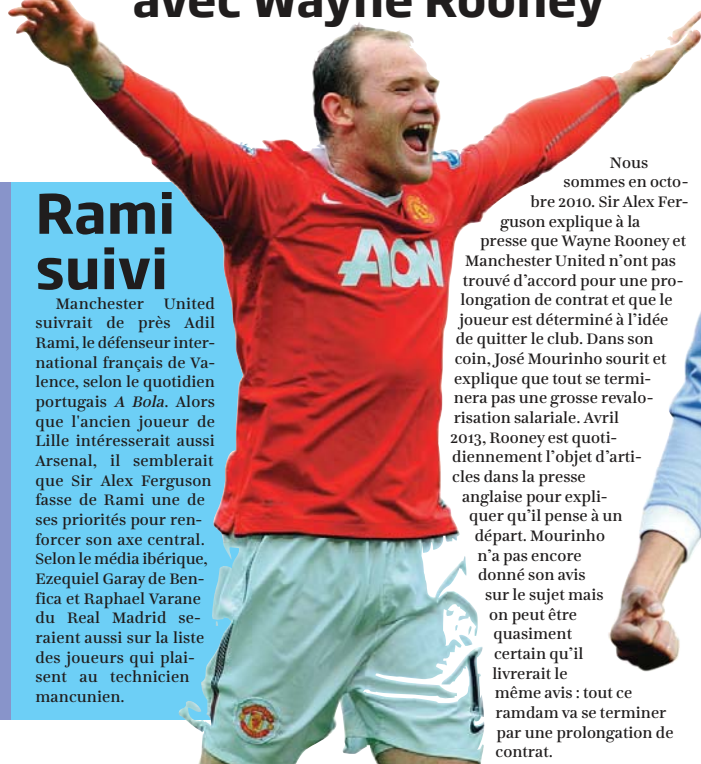 avec Wayne Rooney
Rami
suivi
Manchester United
suivrait de près Adil
Rami, le défenseur inter-
national français de Va-
lence, selon le quotidien
portugais A Bola. Alors
que l'ancien joueur de
Lille intéresserait aussi
Arsenal, il semblerait
que Sir Alex Ferguson
fasse de Rami une de
ses priorités pour ren-
forcer son axe central.
Selon le média ibérique,
Ezequiel Garay de Ben-
fica et Raphael Varane
du Real Madrid se-
raient aussi sur la liste
des joueurs qui plai-
sent au technicien
mancunien.
AON
Nous
sommes en octo-
bre 2010. Sir Alex Fer-
guson explique à la
presse que Wayne Rooney et
Manchester United n'ont pas
trouvé d'accord pour une pro-
longation de contrat et que le
joueur est déterminé à l'idée
de quitter le club. Dans son
coin, José Mourinho sourit et
explique que tout se termi-
nera pas une grosse revalo-
risation salariale. Avril
2013, Rooney est quoti-
diennement l'objet d'arti-
cles dans la presse
anglaise pour expli-
quer qu'il pense à un
départ. Mourinho
n'a pas encore
donné son avis
sur le sujet mais
on peut être
quasiment
certain qu'il
livrerait le
même avis : tout ce
ramdam va se terminer
par une prolongation de
contrat.